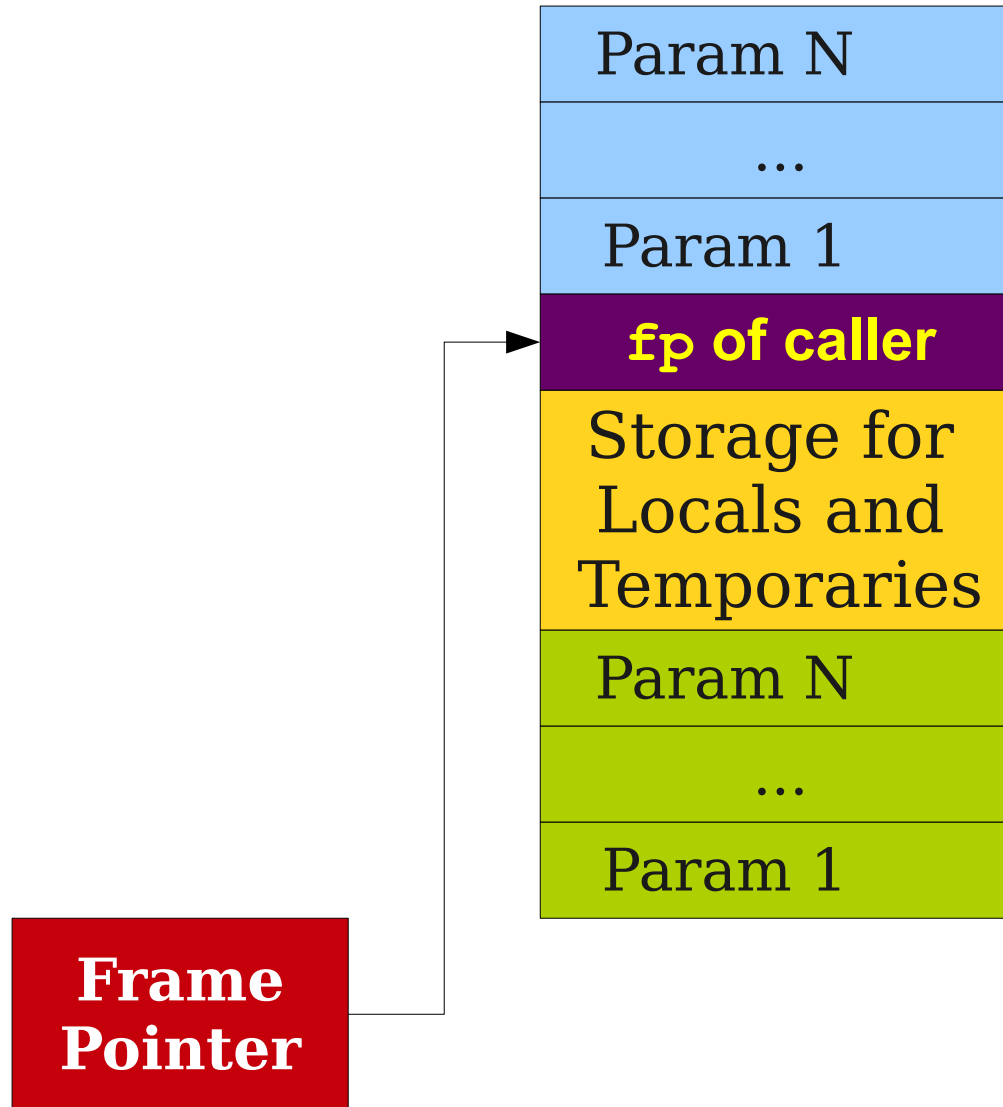 Param N
...
Param 1
fp of caller
Storage for
Locals and
Temporaries
Param N
...
Param 1
Frame
Pointer